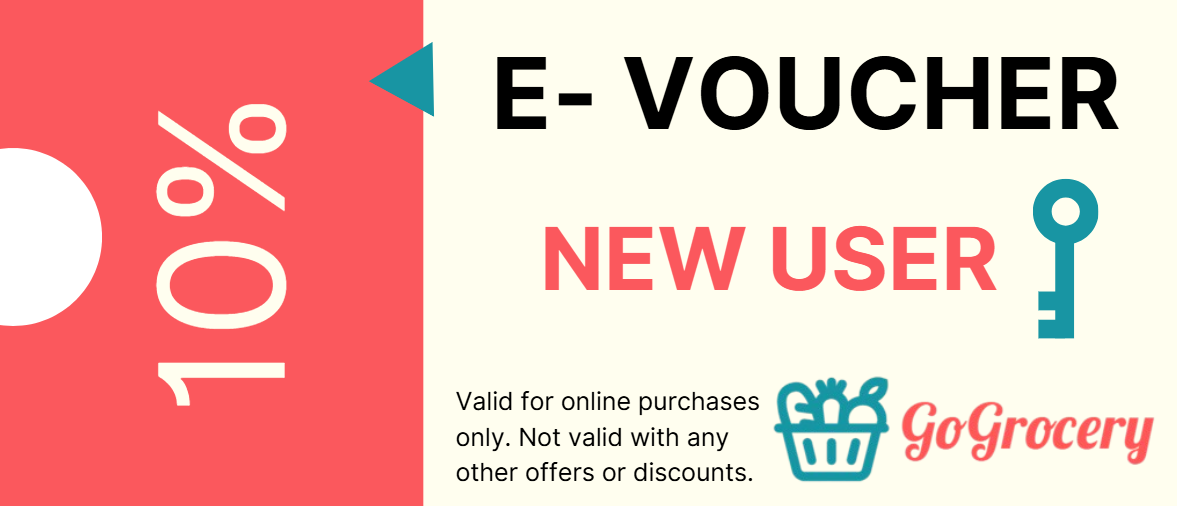 10%
E- VOUCHER
NEW USER
Valid for online purchases
only. Not valid with any
other offers or discounts.
GoGrocery